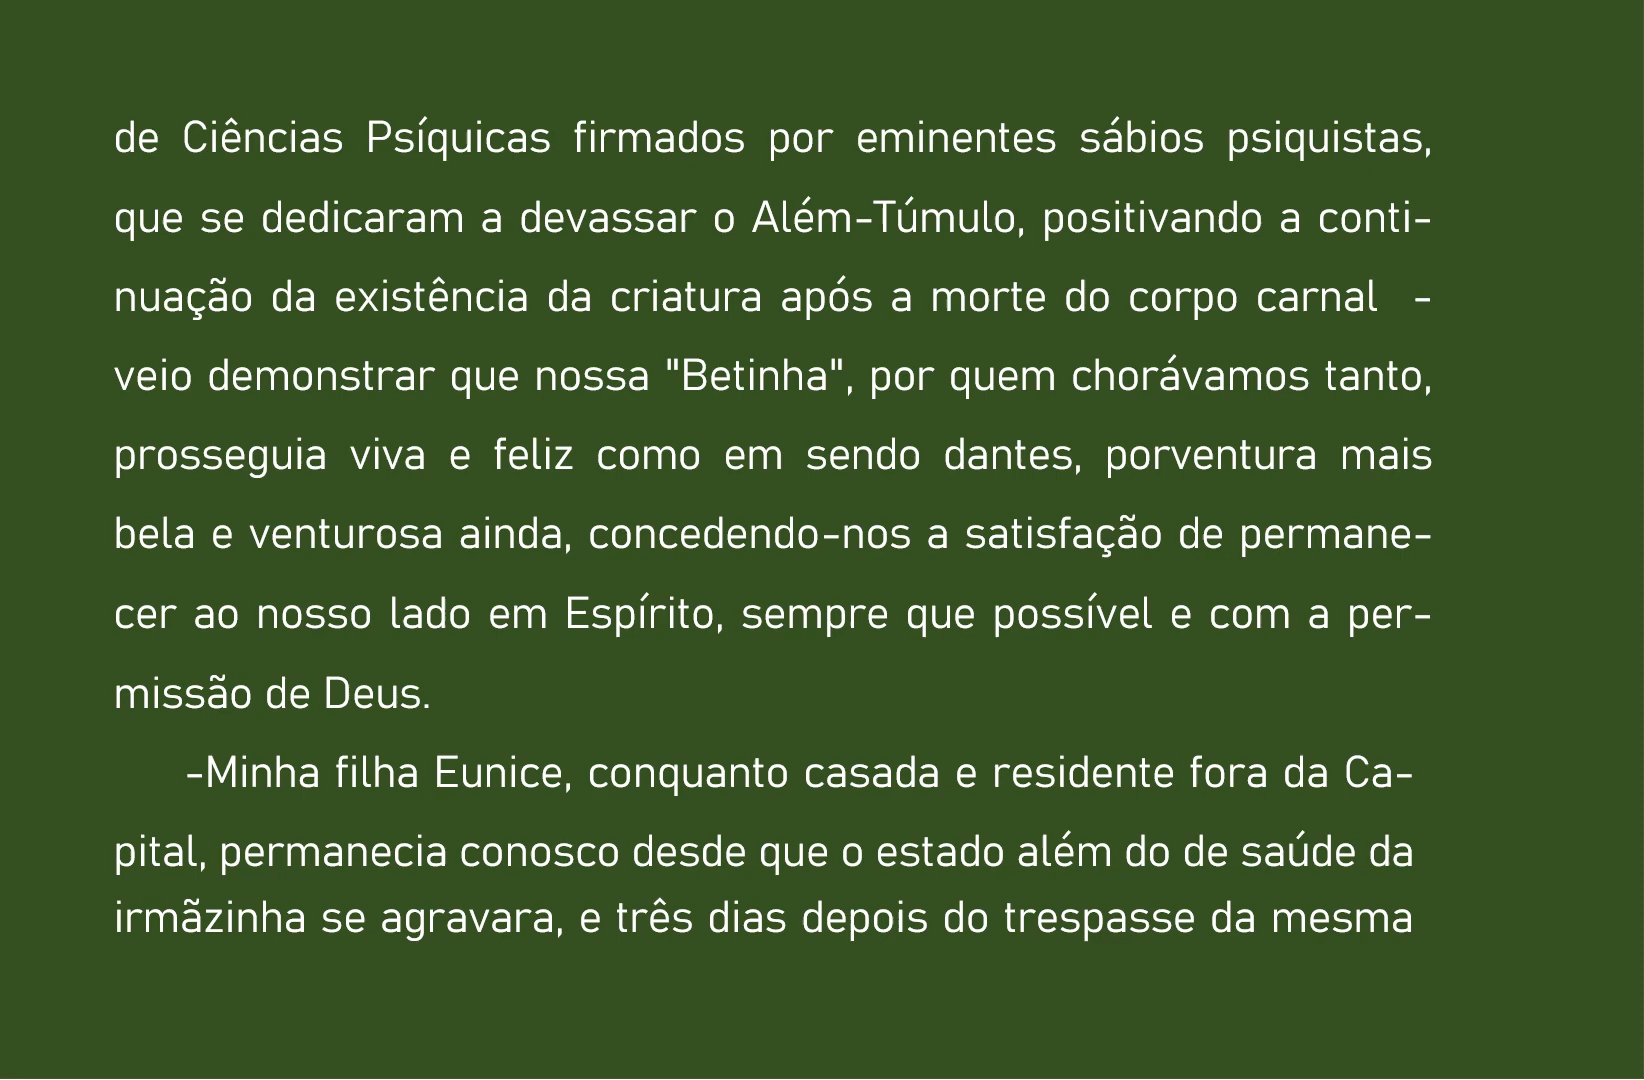 de Ciências Psíquicas firmados por eminentes sábios psiquistas,
que se dedicaram a devassar o Além-Túmulo, positivando a conti-
nuação da existência da criatura após a morte do corpo carnal -
veio demonstrar que nossa "Betinha", por quem chorávamos tanto,
prosseguia viva e feliz como em sendo dantes, porventura mais
bela e venturosa ainda, concedendo-nos a satisfação de permane-
cer ao nosso lado em Espírito, sempre que possível e com a per-
missão de Deus.
-Minha filha Eunice, conquanto casada e residente fora da Ca-
pital, permanecia conosco desde que o estado além do de saúde da
irmãzinha se agravara, e três dias depois do trespasse da mesma